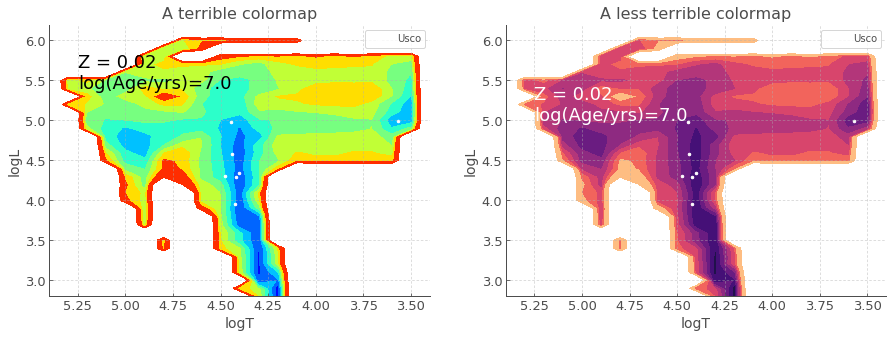 A terrible colormap
6.0
5.5
5.0
4.5
4.0
3.5
3.0
logL
Usco
Z = 0.02
log(Age/yrs)=7.0
5.25 5.00 4.75 4.50 4.25 4.00 3.75 3.50
logT
A less terrible colormap
6.0
5.5
5.0
4.5
4.0
3.5
3.0
logL
Usco
Z = 0.02
log(Age/yrs)=7.0
5.25 5.00 4.75 4.50 4.25 4.00 3.75 3.50
logT